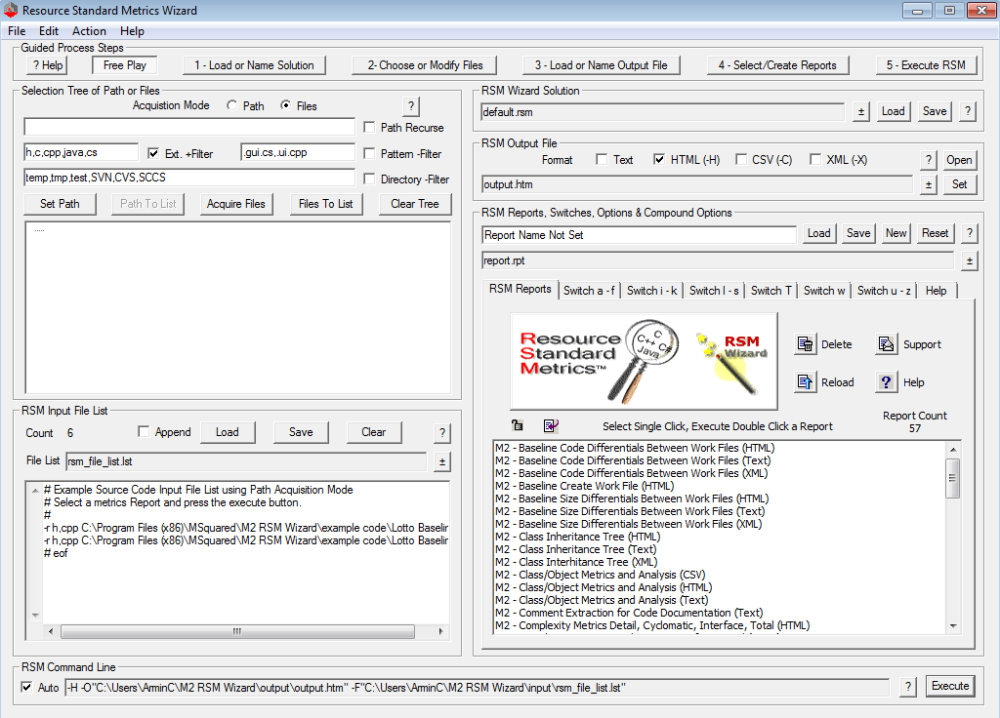 Resource Standard Metrics Wizard
File Edit Action Help
Guided Process Steps
? Help Free Play 1 - Load or Name Solution 2- Choose or Modify Files 3 - Load or Name Output File 4 - Select/Create Reports 5 - Execute RSM
Selection Tree of Path or Files
Acquistion Mode Path Files ?
Path Recurse
h,c,cpp,java,cs Ext. +Filter .gui.cs,.ui.cpp Pattern -Filter
temp,tmp,test,SVN,CVS,SCCS Directory -Filter
Set Path Path To List Acquire Files Files To List Clear Tree
.....
RSM Input File List
Count 6 Append Load Save Clear ?
File List rsm_file_list.lst ±
# Example Source Code Input File List using Path Acquisition Mode
# Select a metrics Report and press the execute button.
#
-r h,cpp C:\Program Files (x86)\MSquared\M2 RSM Wizard\example code\Lotto Baselir
-r h,cpp C:\Program Files (x86)\MSquared\M2 RSM Wizard\example code\Lotto Baselir
# eof
RSM Wizard Solution
default.rsm ± Load Save ?
RSM Output File
Format Text HTML (-H) CSV (-C) XML (-X) ? Open
output.htm ± Set
RSM Reports, Switches, Options & Compound Options
Report Name Not Set Load Save New Reset ?
report.rpt ±
RSM Reports Switch a - f Switch i - k Switch l - s Switch T Switch w Switch u - z Help
Resource
Standard
Metrics™
C
C++ C#
Java
RSM
Wizard
Delete Support
Reload ? Help
Select Single Click, Execute Double Click a Report
Report Count
57
M2 - Baseline Code Differentials Between Work Files (HTML)
M2 - Baseline Code Differentials Between Work Files (Text)
M2 - Baseline Code Differentials Between Work Files (XML)
M2 - Baseline Create Work File (HTML)
M2 - Baseline Size Differentials Between Work Files (HTML)
M2 - Baseline Size Differentials Between Work Files (Text)
M2 - Baseline Size Differentials Between Work Files (XML)
M2 - Class Inheritance Tree (HTML)
M2 - Class Inheritance Tree (Text)
M2 - Class Interhitance Tree (XML)
M2 - Class/Object Metrics and Analysis (CSV)
M2 - Class/Object Metrics and Analysis (HTML)
M2 - Class/Object Metrics and Analysis (Text)
M2 - Comment Extraction for Code Documentation (Text)
M2 - Complexity Metrics Detail, Cyclomatic, Interface, Total (HTML)
RSM Command Line
Auto -H -O"C:\Users\ArminC\M2 RSM Wizard\output\output.htm" -F"C:\Users\ArminC\M2 RSM Wizard\input\rsm_file_list.lst" ? Execute